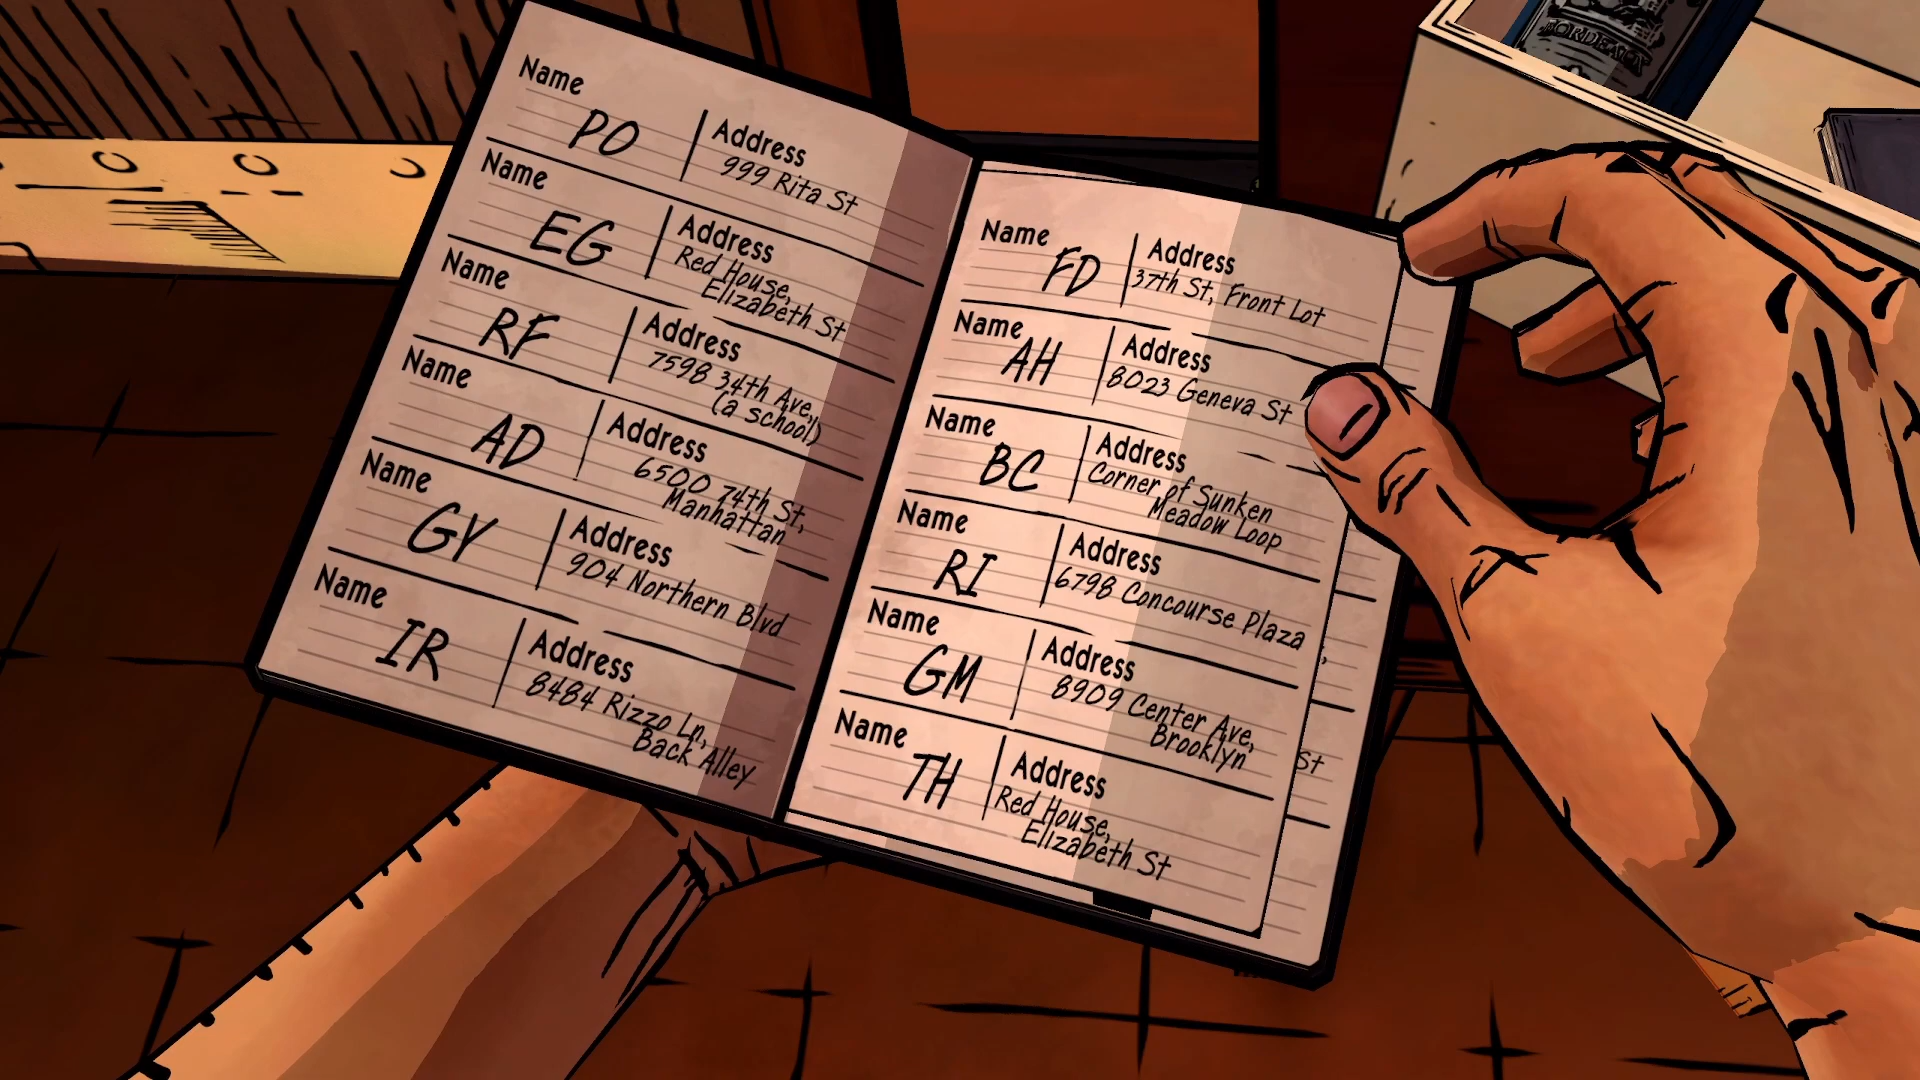 BORDEAUX
Name
PO
Address
999 Rita St
Name
EG
Address
Red House,
Elizabeth St
Name
RF
Address
7598 34th Ave,
(a school)
Name
AD
Address
6500 74th St,
Manhattan
Name
GY
Address
904 Northern Blvd
Name
IR
Address
8484 Rizzo Ln,
Back Alley
Name
FD
Address
37th St, Front Lot
Name
AH
Address
8023 Geneva St
Name
BC
Address
Corner of Sunken
Meadow Loop
Name
RI
Address
6798 Concourse Plaza
Name
GM
Address
8909 Center Ave,
Brooklyn
Name
TH
Address
Red House,
Elizabeth St
St